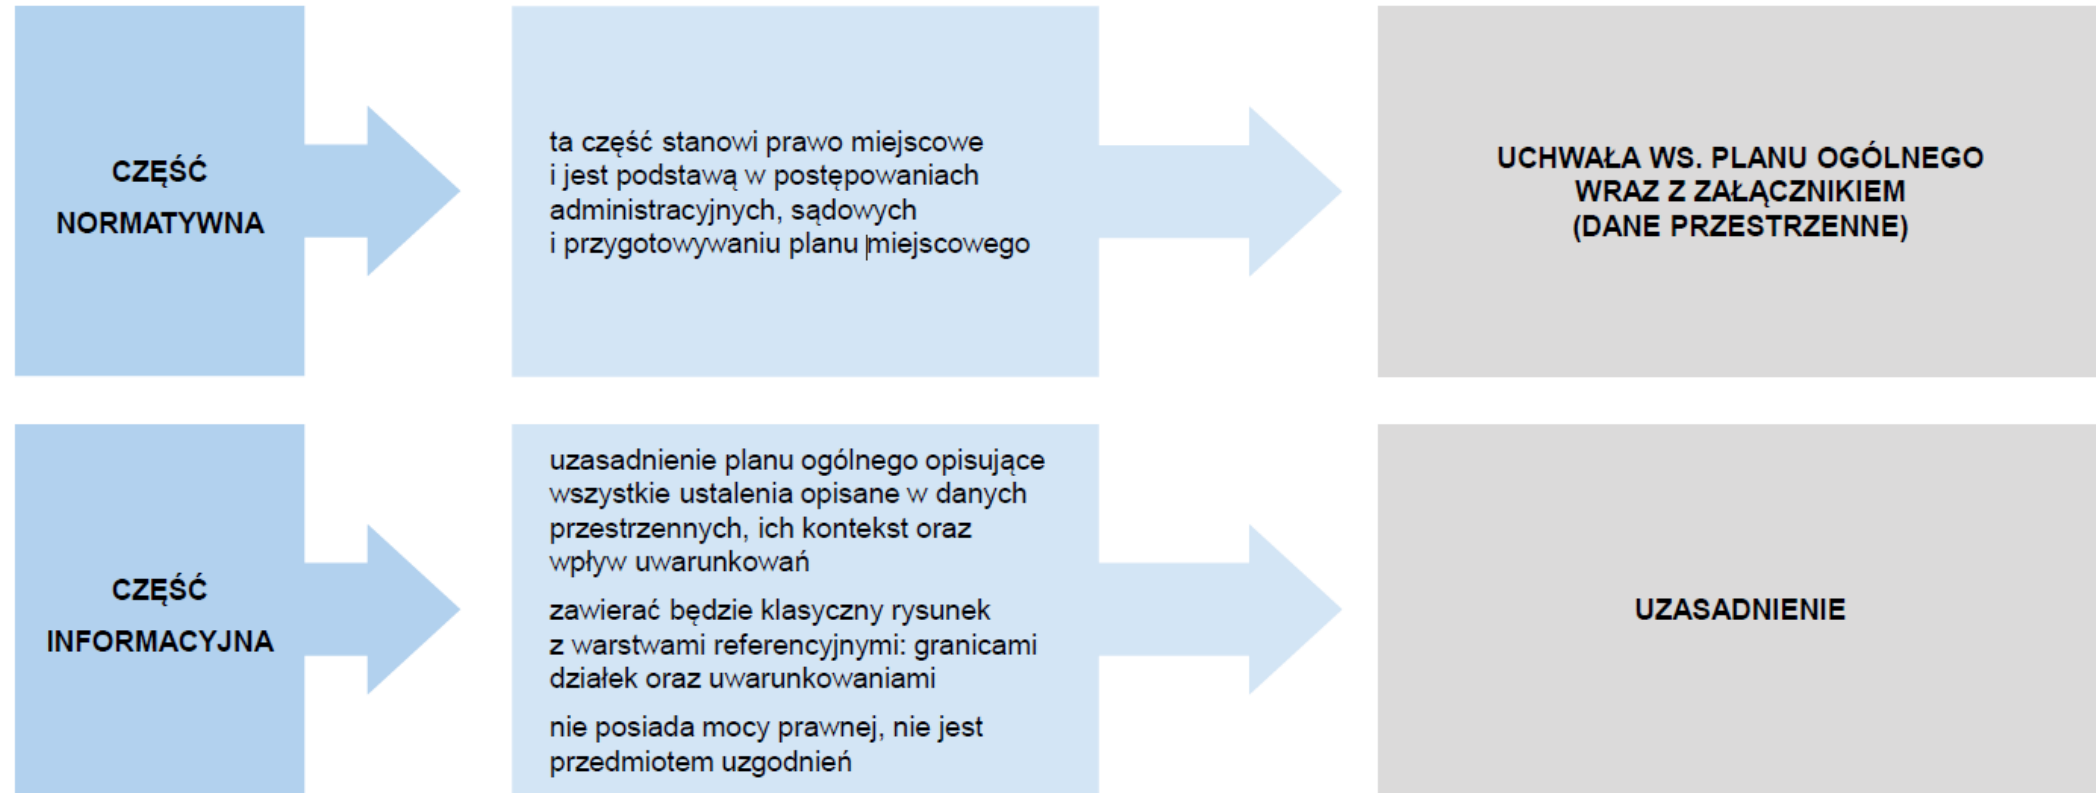 CZĘŚĆ
NORMATYWNA
ta część stanowi prawo miejscowe
i jest podstawą w postępowaniach
administracyjnych, sądowych
i przygotowywaniu planu miejscowego
UCHWAŁA WS. PLANU OGÓLNEGO
WRAZ Z ZAŁĄCZNIKIEM
(DANE PRZESTRZENNE)
CZĘŚĆ
INFORMACYJNA
uzasadnienie planu ogólnego opisujące
wszystkie ustalenia opisane w danych
przestrzennych, ich kontekst oraz
wpływ uwarunkowań
zawierać będzie klasyczny rysunek
z warstwami referencyjnymi: granicami
działek oraz uwarunkowaniami
nie posiada mocy prawnej, nie jest
przedmiotem uzgodnień
UZASADNIENIE